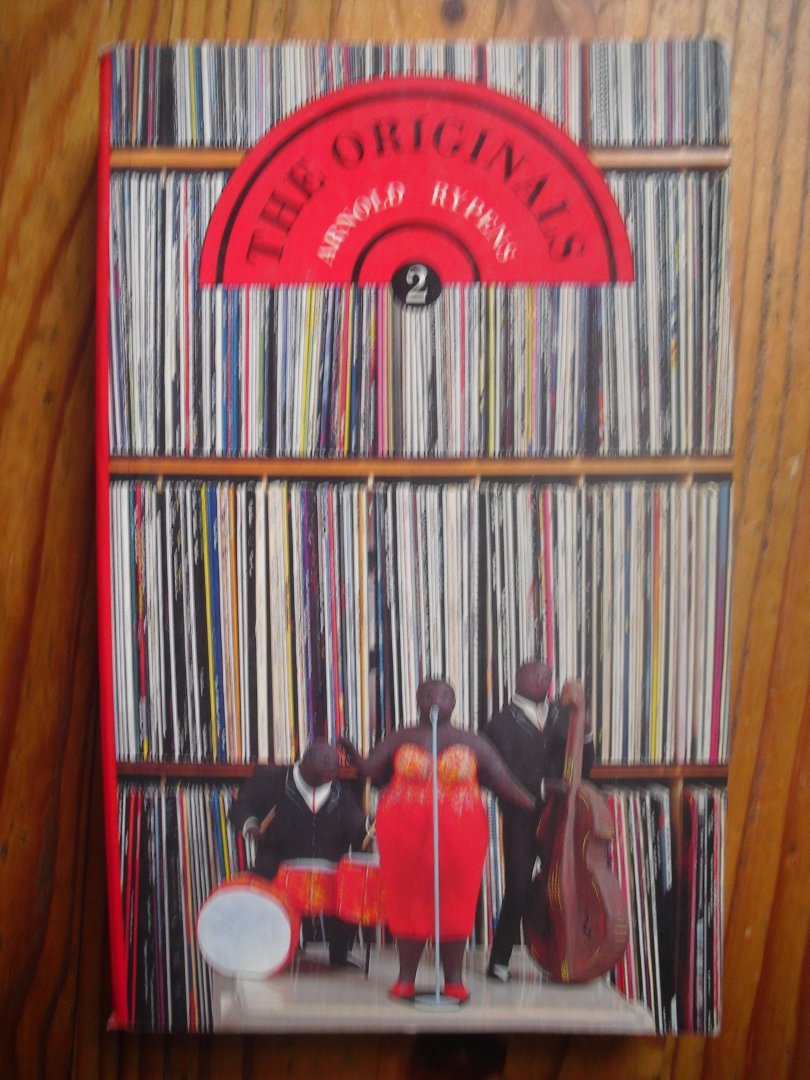 THE ORIGINALS
ARNOLD RYPENS
2